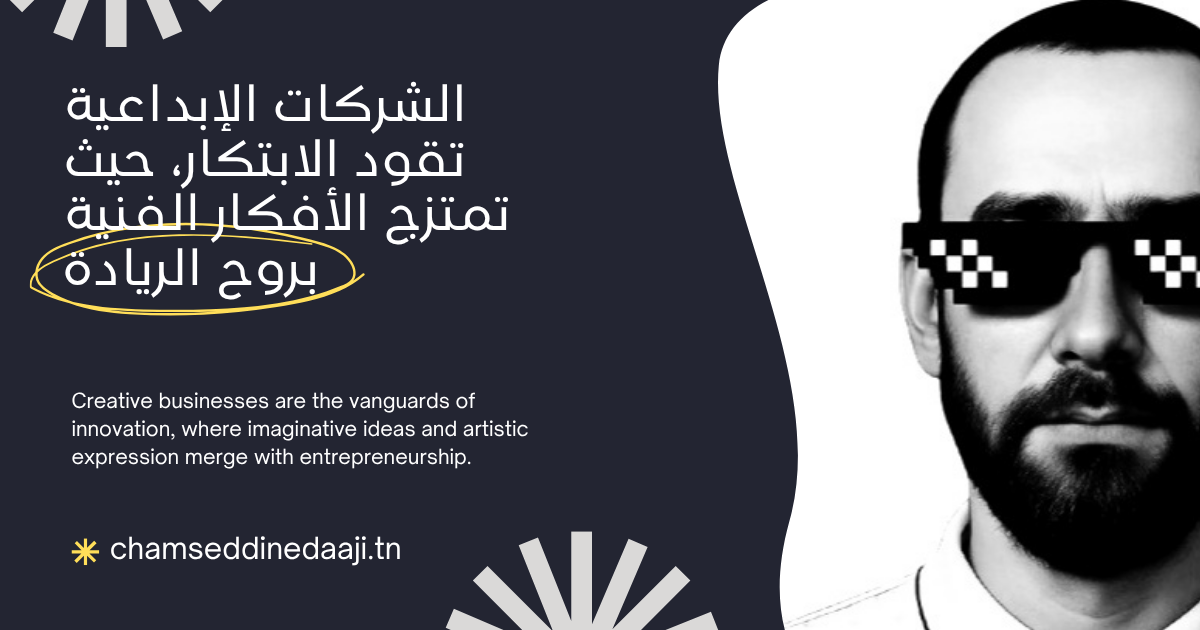 الشركات الإبداعية
تقود الابتكار، حيث
تمتزج الأفكار الفنية
بروح الريادة
Creative businesses are the vanguards of
innovation, where imaginative ideas and artistic
expression merge with entrepreneurship.
chamseddinedaaji.tn